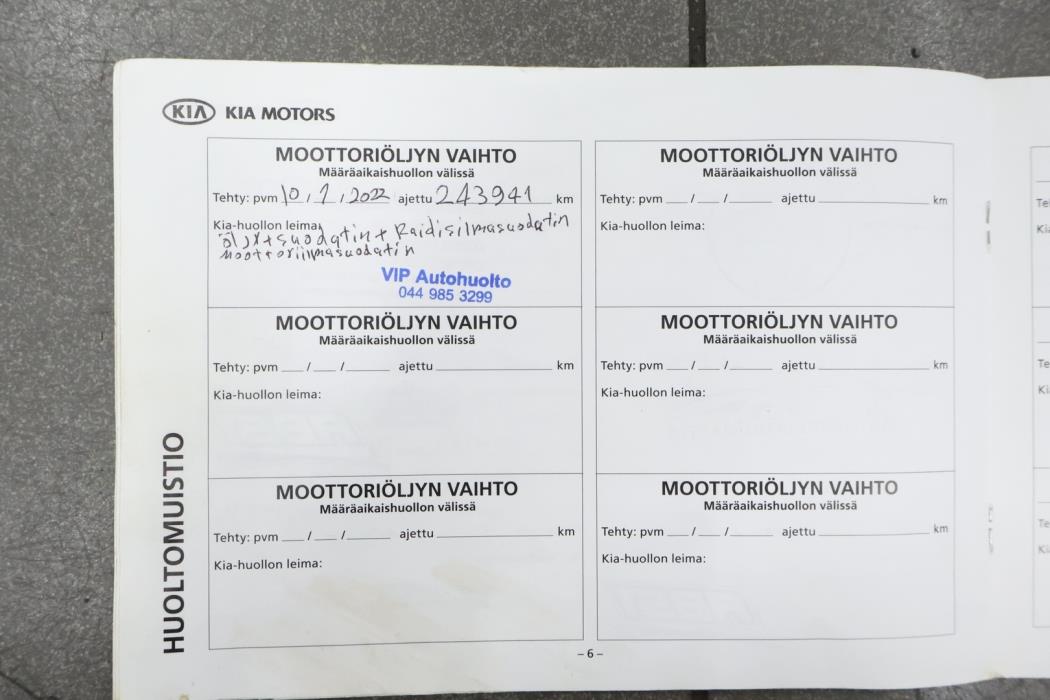 KIA KIA MOTORS
MOOTTORIÖLJYN VAIHTO
Määräaikaishuollon välissä
Tehty: pvm 10 / 1 / 2022 ajettu 243941 km
Kia-huollon leima:
öljy+suodatin + Raidisilmasuodatin
moottoriilmasuodatin
VIP Autohuolto
044 985 3299
MOOTTORIÖLJYN VAIHTO
Määräaikaishuollon välissä
Tehty: pvm / / ajettu km
Kia-huollon leima:
MOOTTORIÖLJYN VAIHTO
Määräaikaishuollon välissä
Tehty: pvm / / ajettu km
Kia-huollon leima:
MOOTTORIÖLJYN VAIHTO
Määräaikaishuollon välissä
Tehty: pvm / / ajettu km
Kia-huollon leima:
MOOTTORIÖLJYN VAIHTO
Määräaikaishuollon välissä
Tehty: pvm / / ajettu km
Kia-huollon leima:
MOOTTORIÖLJYN VAIHTO
Määräaikaishuollon välissä
Tehty: pvm / / ajettu km
Kia-huollon leima:
HUOLTOMUISTIO
– 6 –